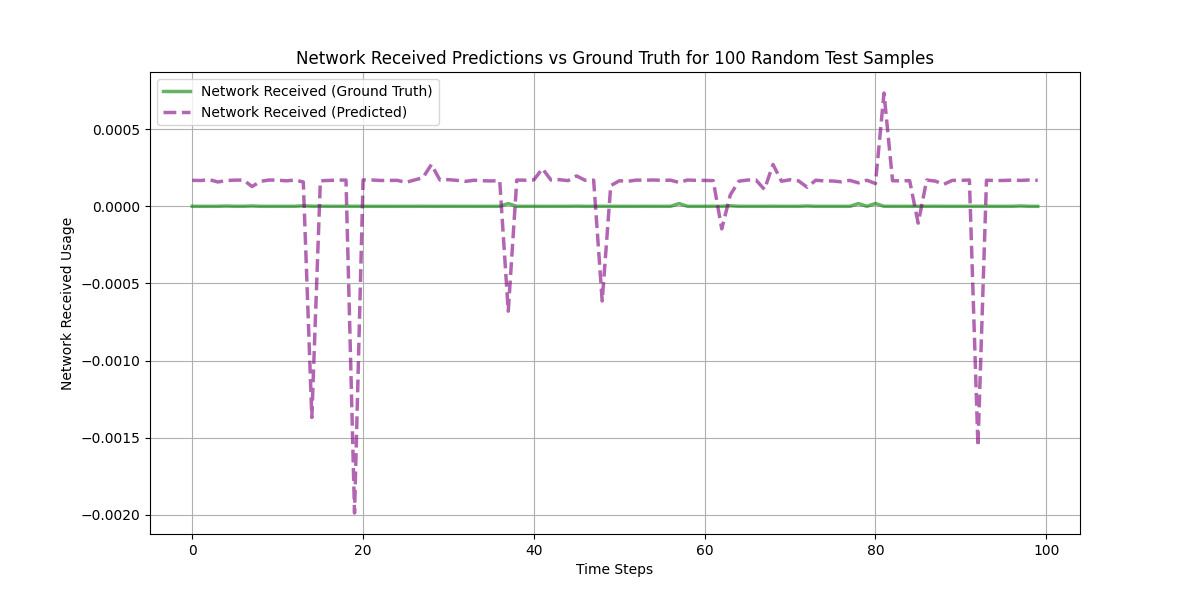 Network Received Predictions vs Ground Truth for 100 Random Test Samples
Network Received (Ground Truth)
Network Received (Predicted)
Network Received Usage
0.0005
0.0000
−0.0005
−0.0010
−0.0015
−0.0020
0 20 40 60 80 100
Time Steps